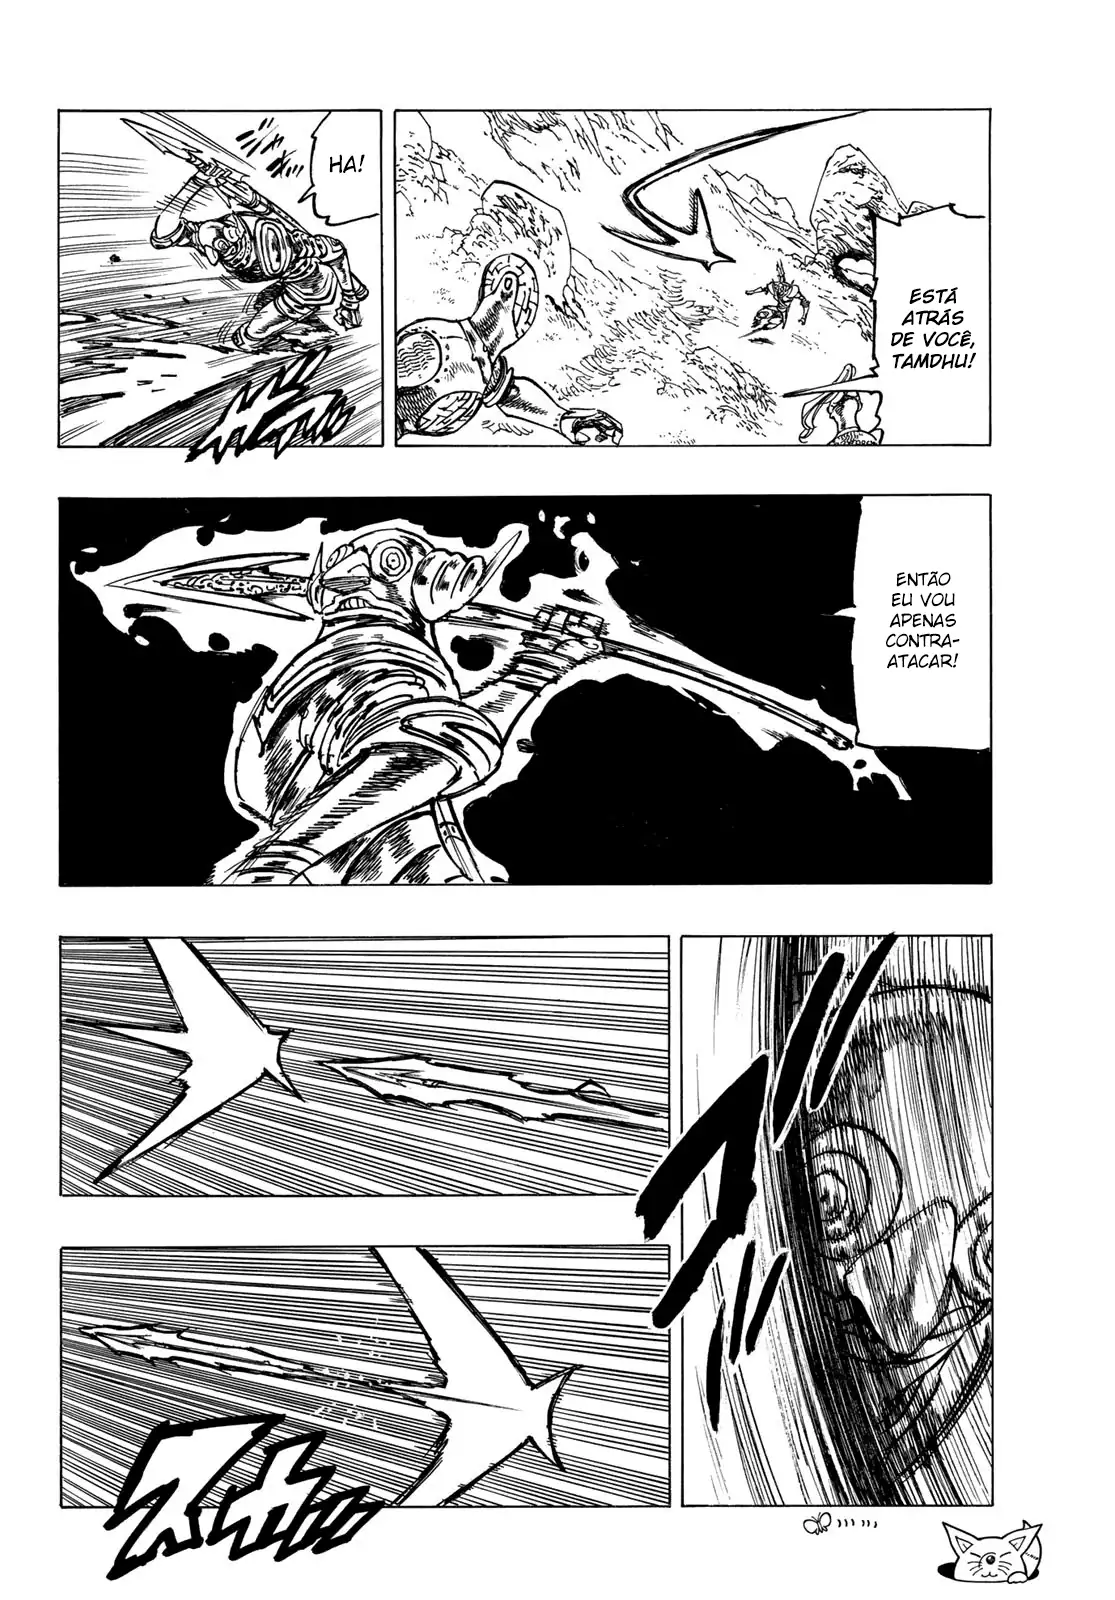 ESTÁ
ATRÁS
DE VOCÊ,
TAMDHU!
HA!
ENTÃO
EU VOU
APENAS
CONTRA-
ATACAR!